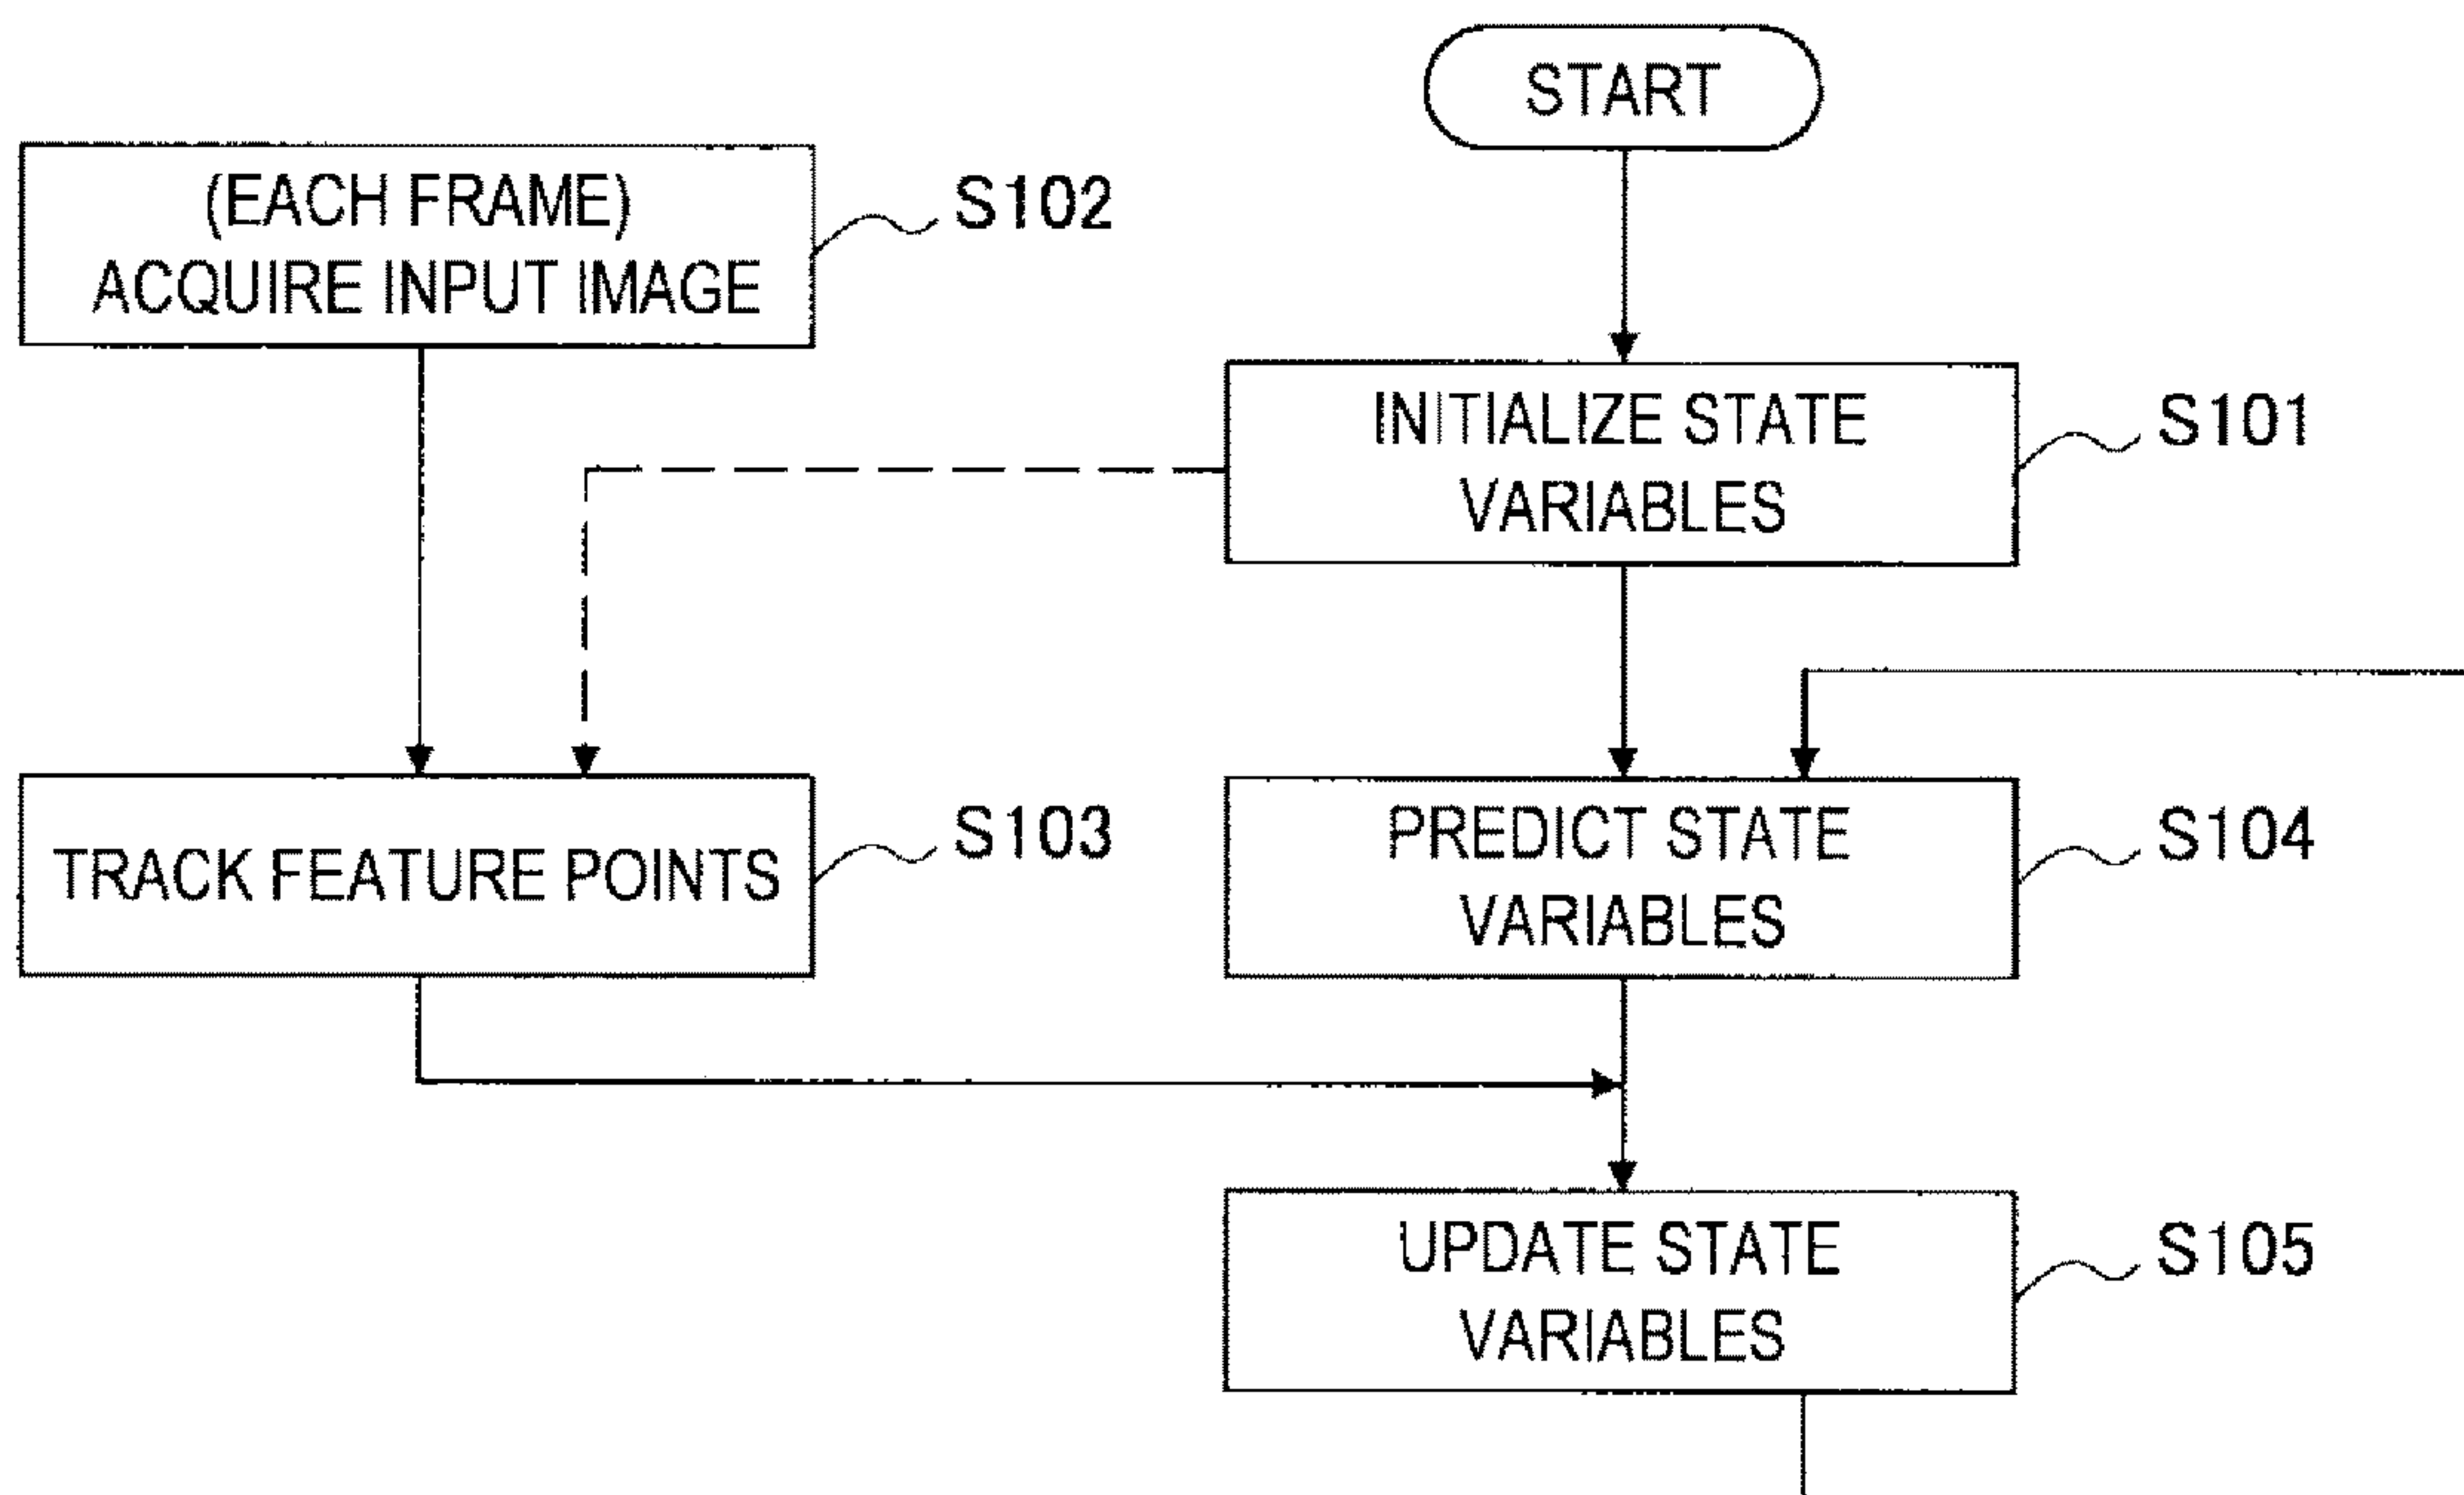 START
(EACH FRAME)
ACQUIRE INPUT IMAGE
S102
INITIALIZE STATE
VARIABLES
S101
TRACK FEATURE POINTS
S103
PREDICT STATE
VARIABLES
S104
UPDATE STATE
VARIABLES
S105